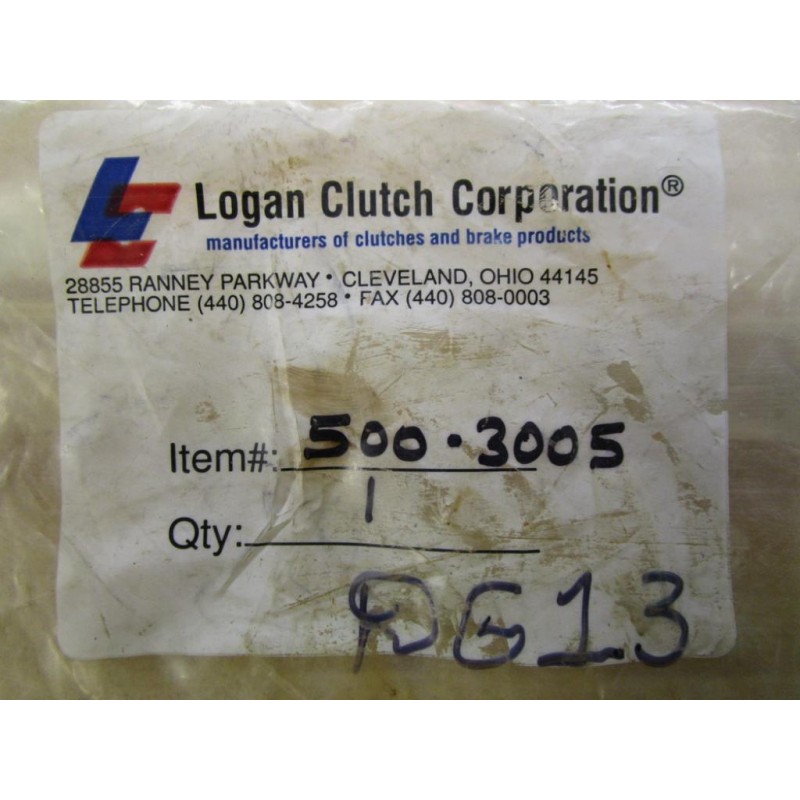 Logan Clutch Corporation®
manufacturers of clutches and brake products
28855 RANNEY PARKWAY • CLEVELAND, OHIO 44145
TELEPHONE (440) 808-4258 • FAX (440) 808-0003
Item#: 500-3005
Qty: 1